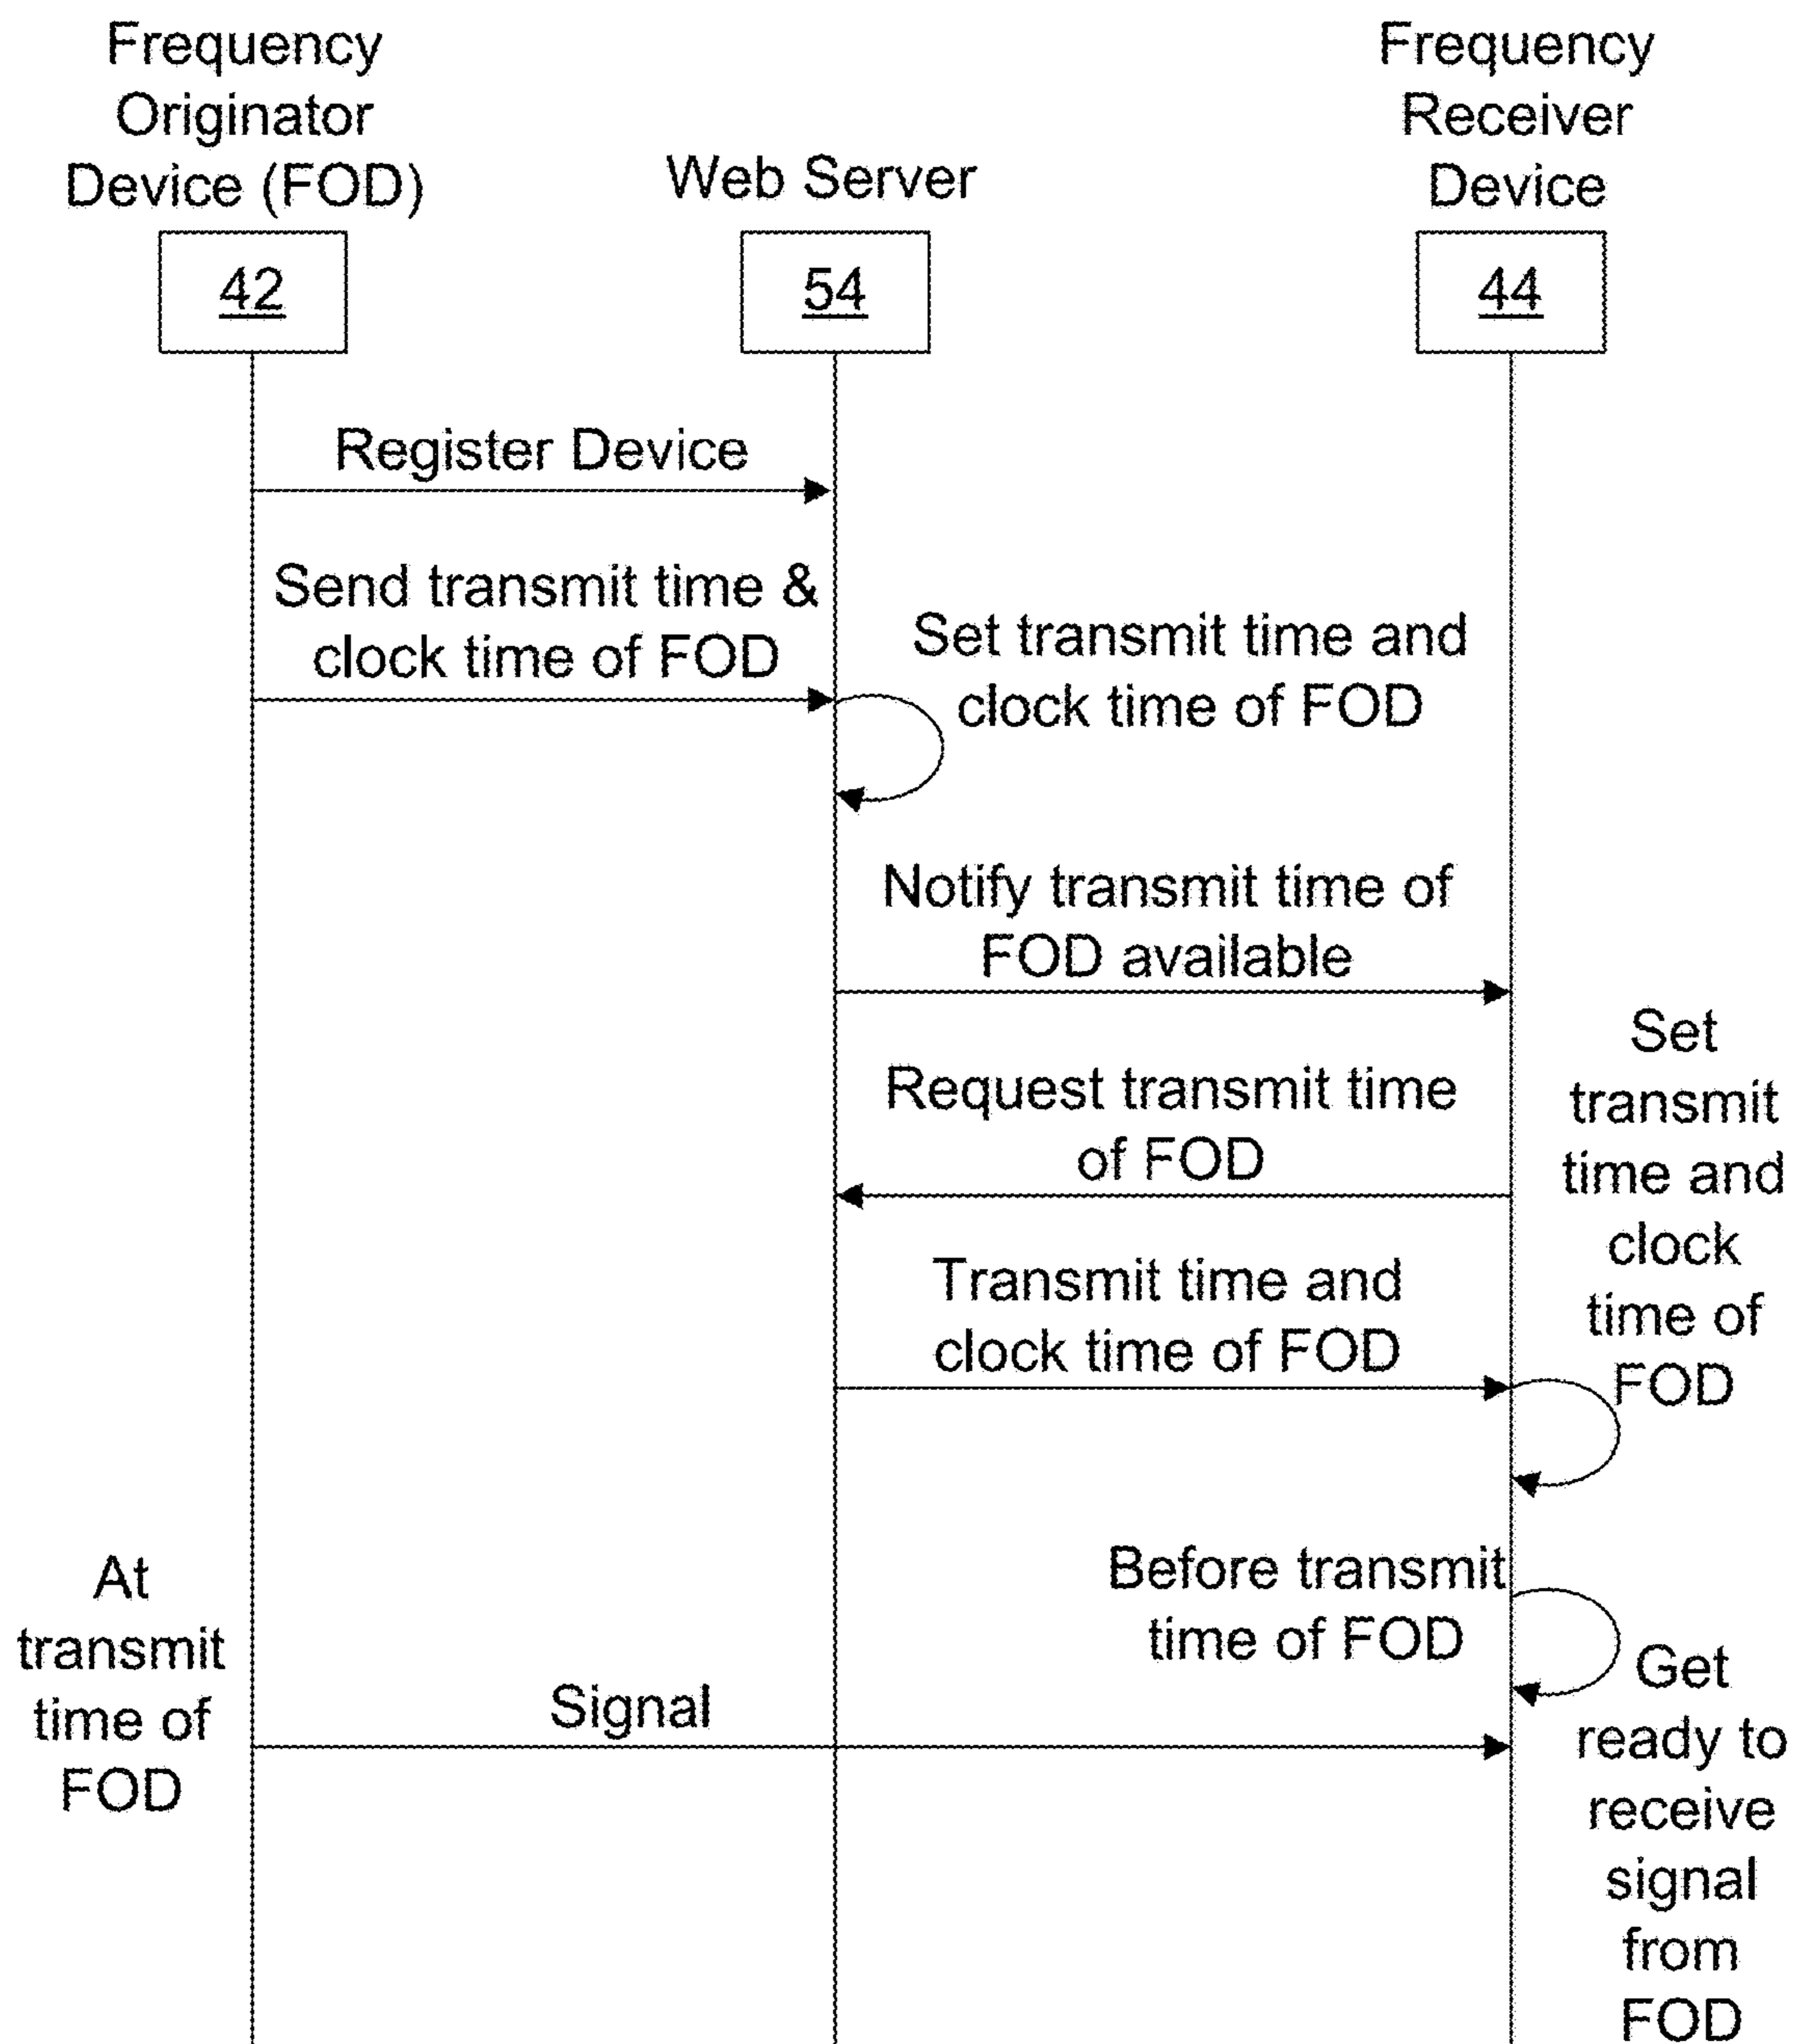 Frequency
Originator
Device (FOD)
Web Server
Frequency
Receiver
Device
42
54
44
Register Device
Send transmit time &
clock time of FOD
Set transmit time and
clock time of FOD
Notify transmit time of
FOD available
Request transmit time
of FOD
Transmit time and
clock time of FOD
Set
transmit
time and
clock
time of
FOD
Before transmit
time of FOD
At
transmit
time of
FOD
Signal
Get
ready to
receive
signal
from
FOD